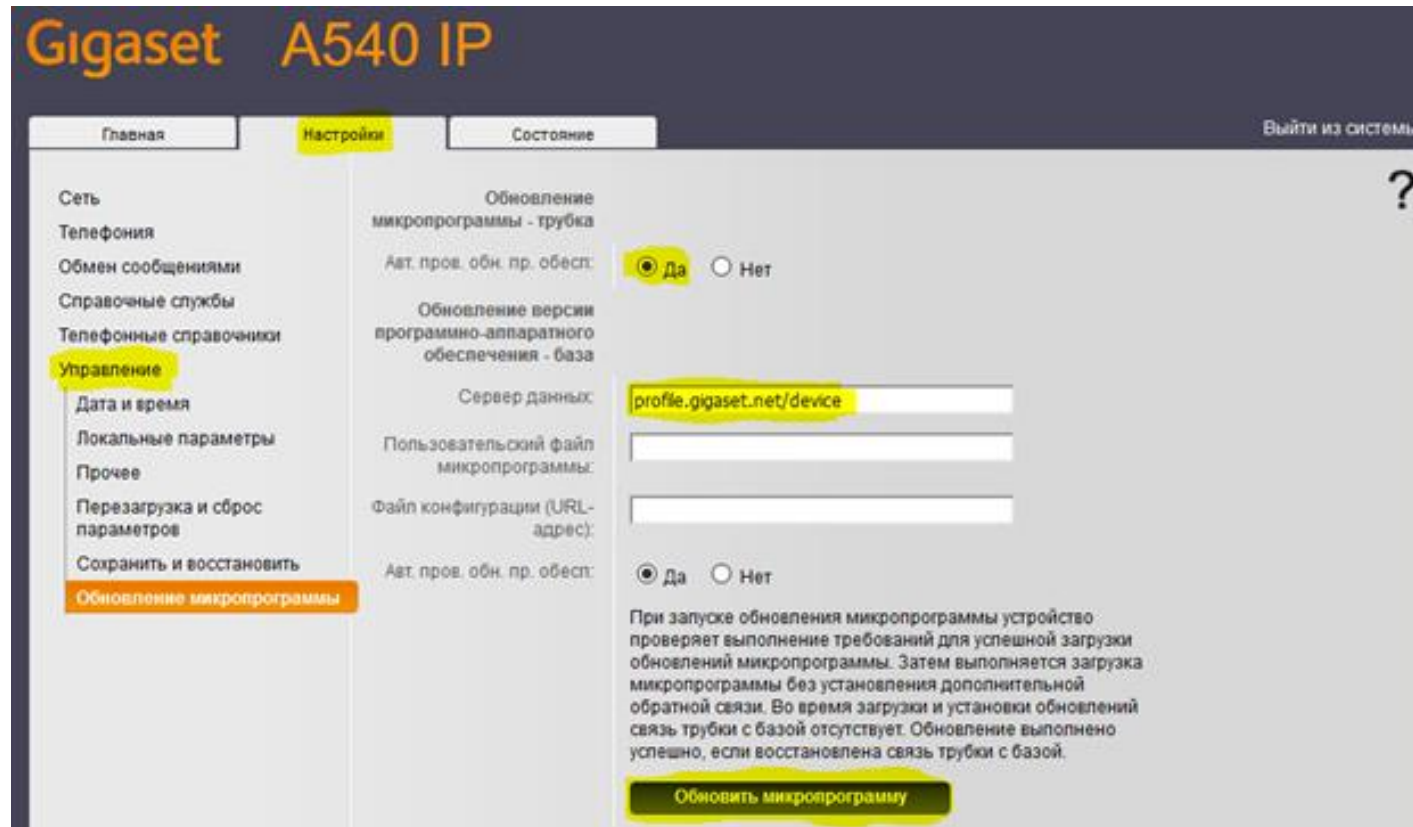 Gigaset A540 IP
Главная
Настройки
Состояние
Выйти из системы
?
Сеть
Телефония
Обмен сообщениями
Справочные службы
Телефонные справочники
Управление
Дата и время
Локальные параметры
Прочее
Перезагрузка и сброс
параметров
Сохранить и восстановить
Обновление микропрограммы
Обновление
микропрограммы - трубка
Авт. пров. обн. пр. обесп:
Да
Нет
Обновление версии
программно-аппаратного
обеспечения - база
Сервер данных:
profile.gigaset.net/device
Пользовательский файл
микропрограммы:
Файл конфигурации (URL-
адрес):
Авт. пров. обн. пр. обесп:
Да
Нет
При запуске обновления микропрограммы устройство
проверяет выполнение требований для успешной загрузки
обновлений микропрограммы. Затем выполняется загрузка
микропрограммы без установления дополнительной
обратной связи. Во время загрузки и установки обновлений
связь трубки с базой отсутствует. Обновление выполнено
успешно, если восстановлена связь трубки с базой.
Обновить микропрограмму